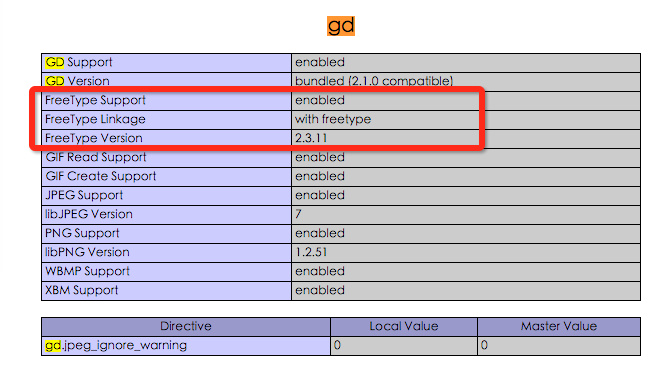 gd
GD Support enabled
GD Version bundled (2.1.0 compatible)
FreeType Support enabled
FreeType Linkage with freetype
FreeType Version 2.3.11
GIF Read Support enabled
GIF Create Support enabled
JPEG Support enabled
libJPEG Version 7
PNG Support enabled
libPNG Version 1.2.51
WBMP Support enabled
XBM Support enabled
Directive Local Value Master Value
gd.jpeg_ignore_warning 0 0